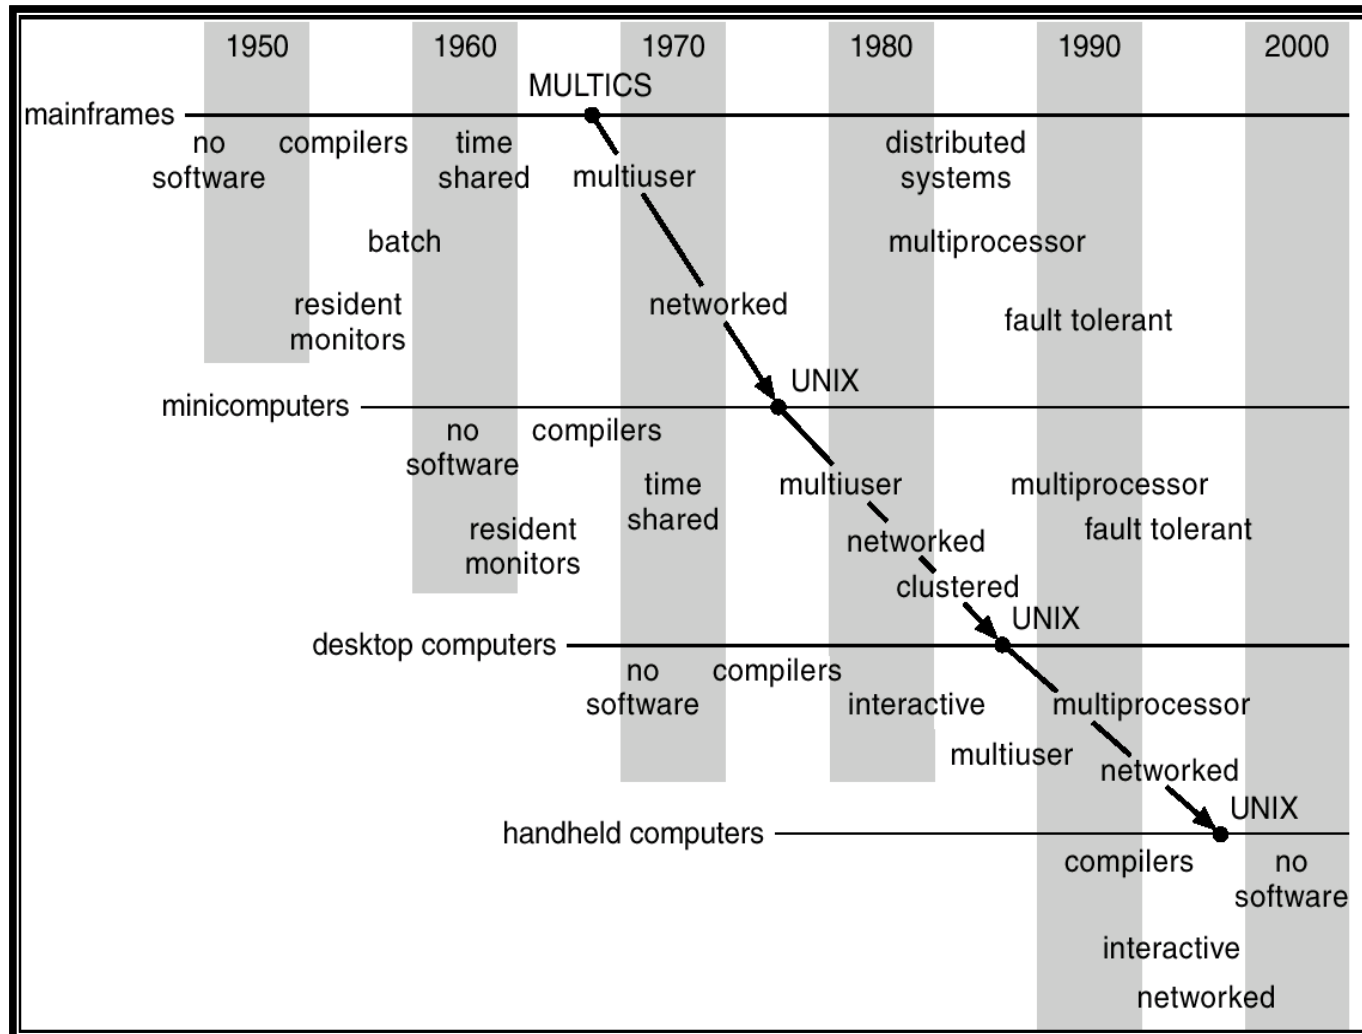 1950 1960 1970 1980 1990 2000
MULTICS
mainframes
no compilers time distributed
software shared multiuser systems
batch multiprocessor
resident networked fault tolerant
monitors
UNIX
minicomputers
no compilers
software time multiuser multiprocessor
shared
resident networked fault tolerant
monitors
clustered
UNIX
desktop computers
no compilers
software interactive multiprocessor
multiuser
networked
UNIX
handheld computers
compilers no
software
interactive
networked